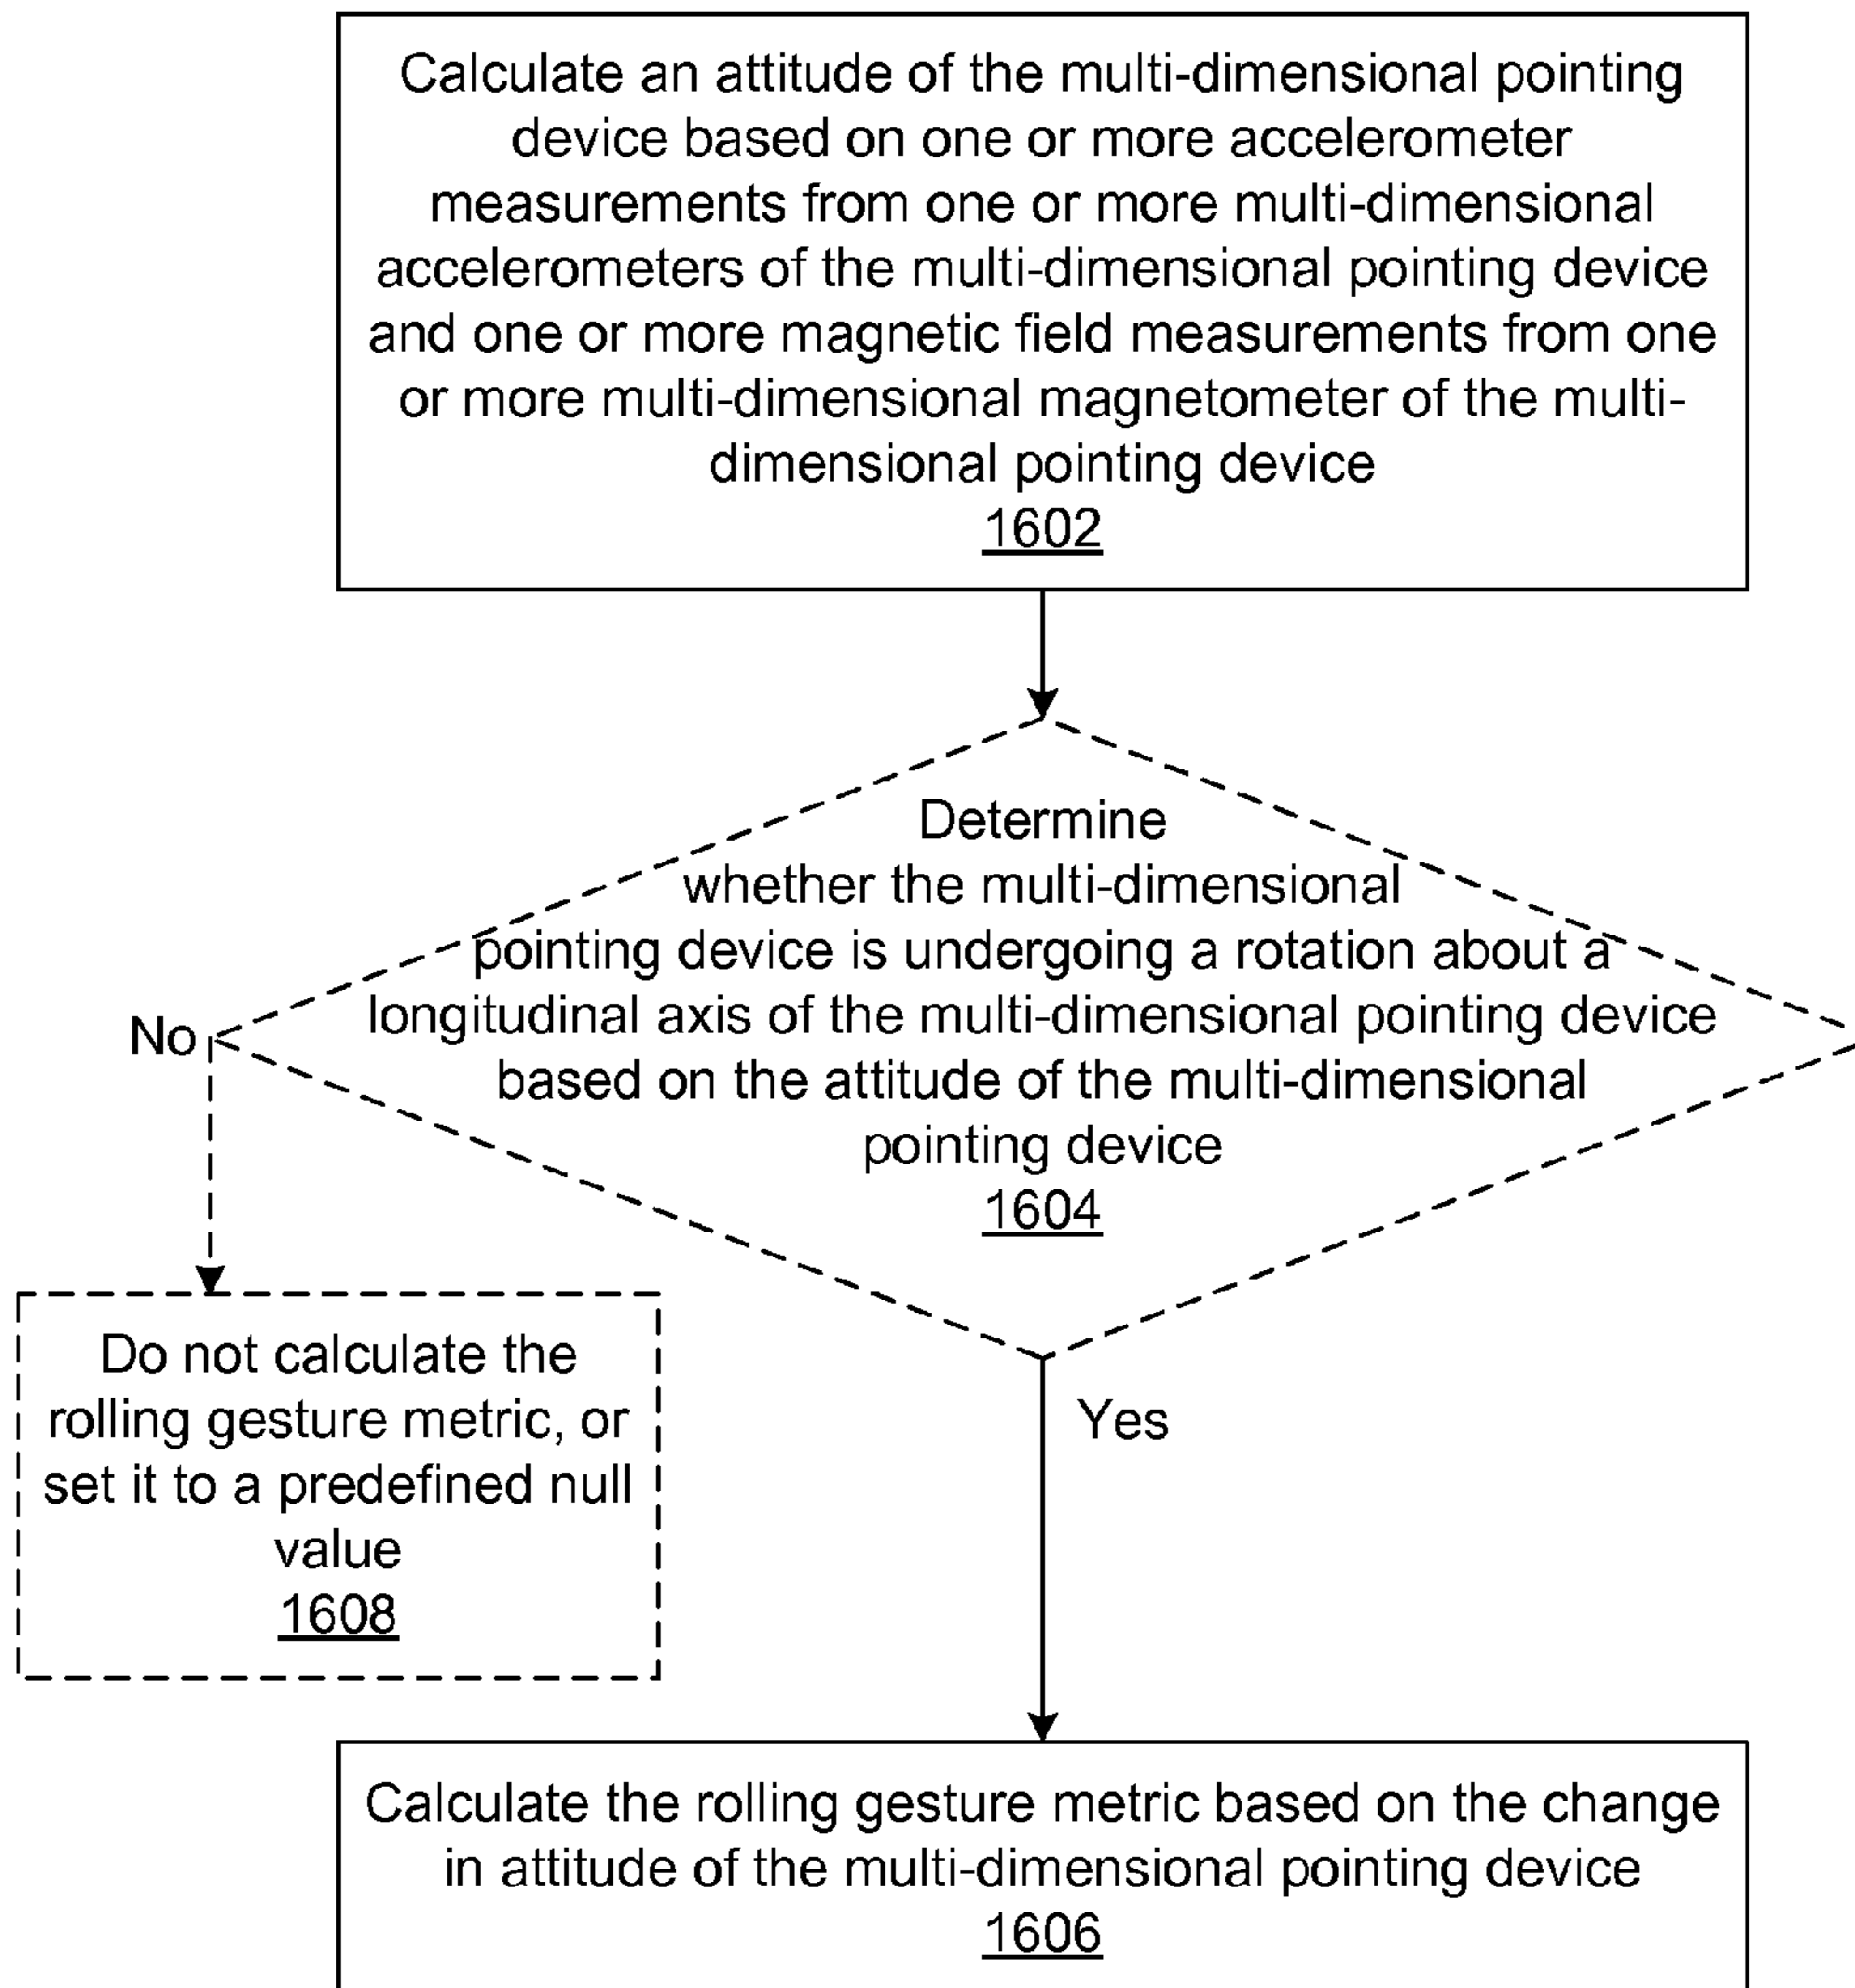 Calculate an attitude of the multi-dimensional pointing
device based on one or more accelerometer
measurements from one or more multi-dimensional
accelerometers of the multi-dimensional pointing device
and one or more magnetic field measurements from one
or more multi-dimensional magnetometer of the multi-
dimensional pointing device
1602
Determine
whether the multi-dimensional
pointing device is undergoing a rotation about a
longitudinal axis of the multi-dimensional pointing device
based on the attitude of the multi-dimensional
pointing device
1604
No
Do not calculate the
rolling gesture metric, or
set it to a predefined null
value
1608
Yes
Calculate the rolling gesture metric based on the change
in attitude of the multi-dimensional pointing device
1606